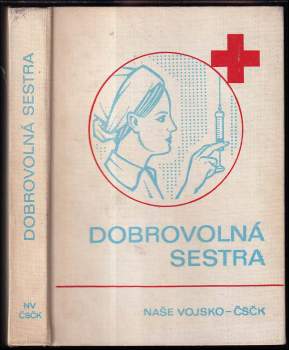 DOBROVOLNÁ SESTRA
NV
ČSČK
DOBROVOLNÁ
SESTRA
NAŠE VOJSKO-ČSČK